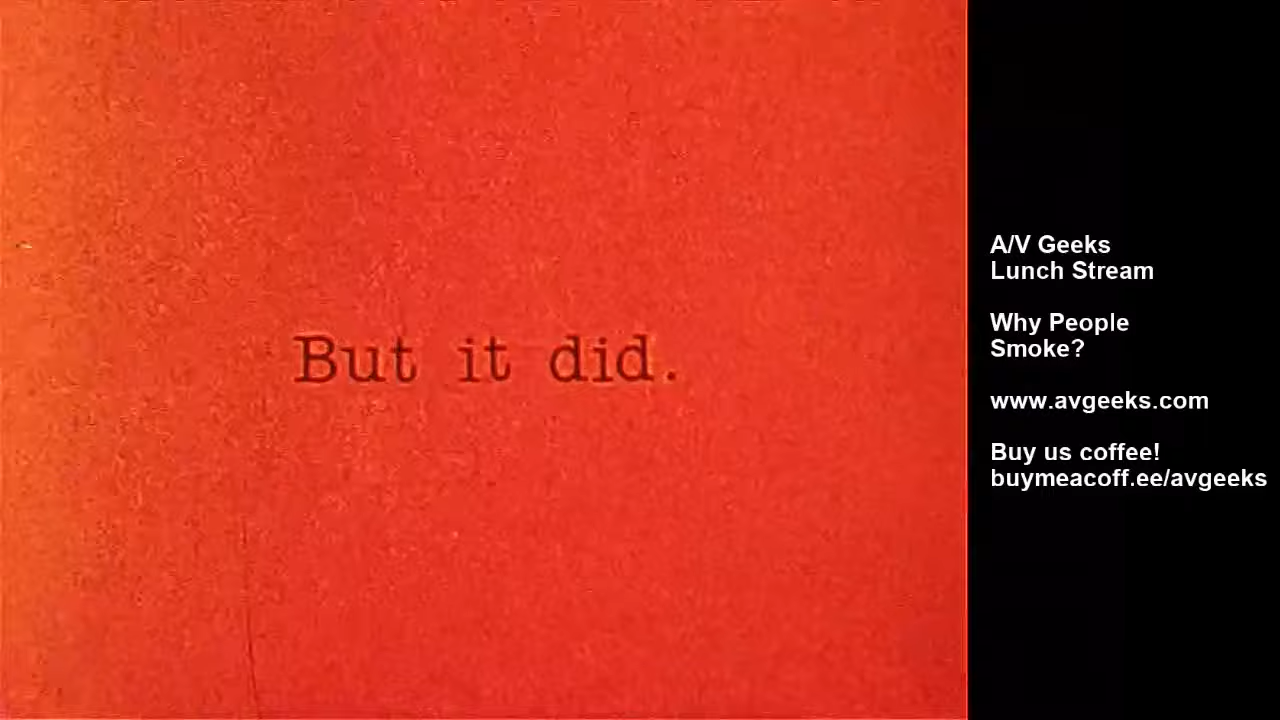 But it did.
A/V Geeks
Lunch Stream
Why People
Smoke?
www.avgeeks.com
Buy us coffee!
buymeacoff.ee/avgeeks